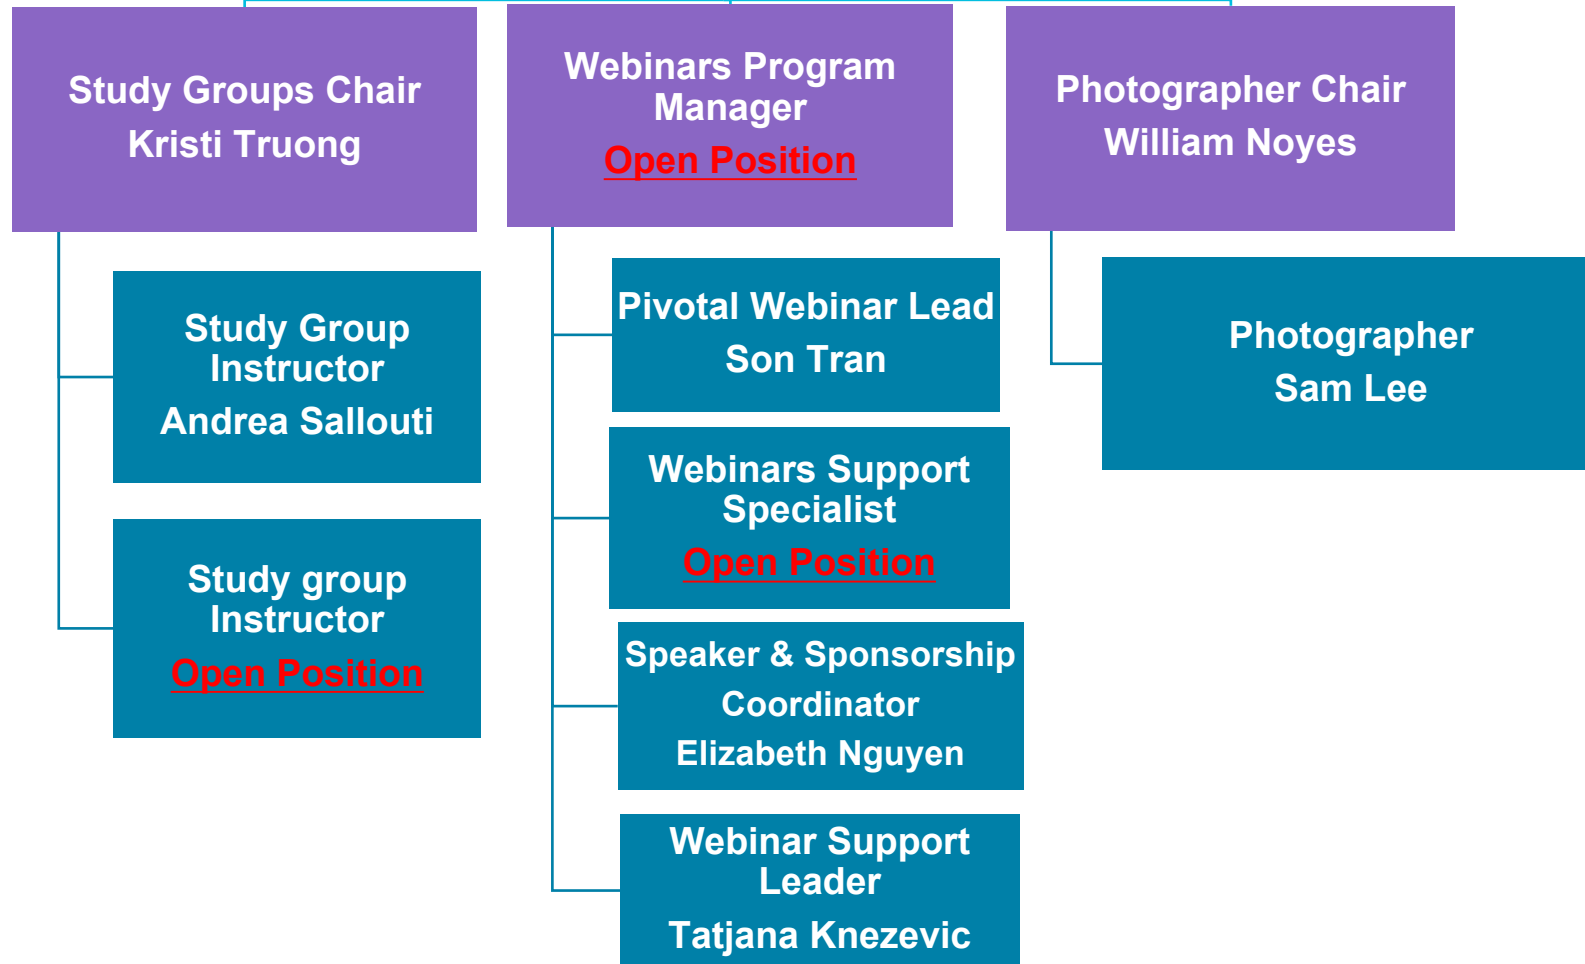 Study Groups Chair
Kristi Truong
Study Group
Instructor
Andrea Sallouti
Study group
Instructor
Open Position
Webinars Program
Manager
Open Position
Pivotal Webinar Lead
Son Tran
Webinars Support
Specialist
Open Position
Speaker & Sponsorship
Coordinator
Elizabeth Nguyen
Webinar Support
Leader
Tatjana Knezevic
Photographer Chair
William Noyes
Photographer
Sam Lee